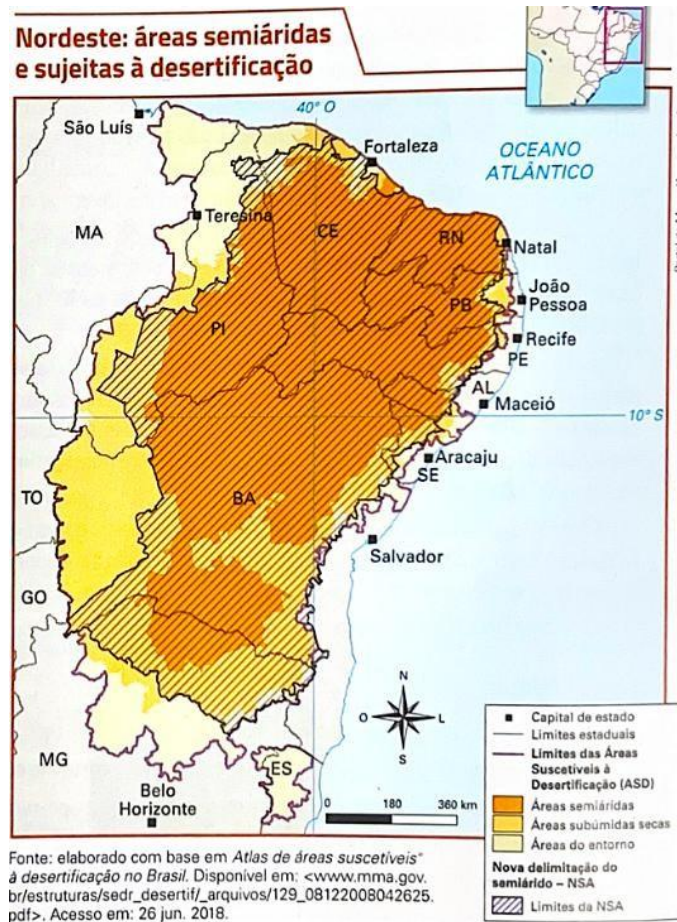 Nordeste: áreas semiáridas
e sujeitas à desertificação
40° O
São Luís
Fortaleza
OCEANO
ATLÂNTICO
Teresina
MA
CE
RN
Natal
João
Pessoa
PB
PI
Recife
PE
AL
Maceió
10° S
Aracaju
SE
TO
BA
Salvador
GO
N
O
L
S
MG
ES
Belo
Horizonte
0 180 360 km
Capital de estado
Limites estaduais
Limites das Áreas
Suscetíveis à
Desertificação (ASD)
Áreas semiáridas
Áreas subúmidas secas
Áreas do entorno
Nova delimitação do
semiárido – NSA
Limites da NSA
Fonte: elaborado com base em Atlas de áreas suscetíveis
à desertificação no Brasil. Disponível em: <www.mma.gov.
br/estruturas/sedr_desertif/_arquivos/129_08122008042625.
pdf>. Acesso em: 26 jun. 2018.